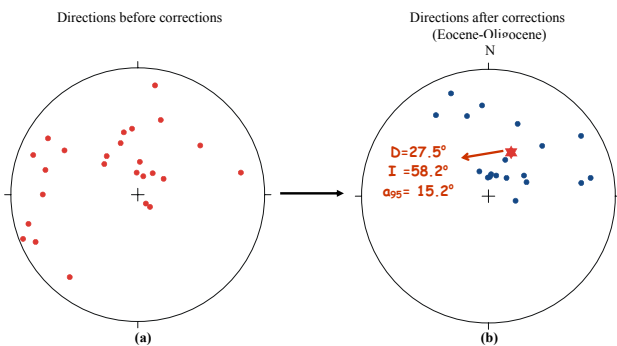 Directions before corrections
Directions after corrections
(Eocene-Oligocene)
N
D=27.5°
I =58.2°
a95= 15.2°
(a)
(b)